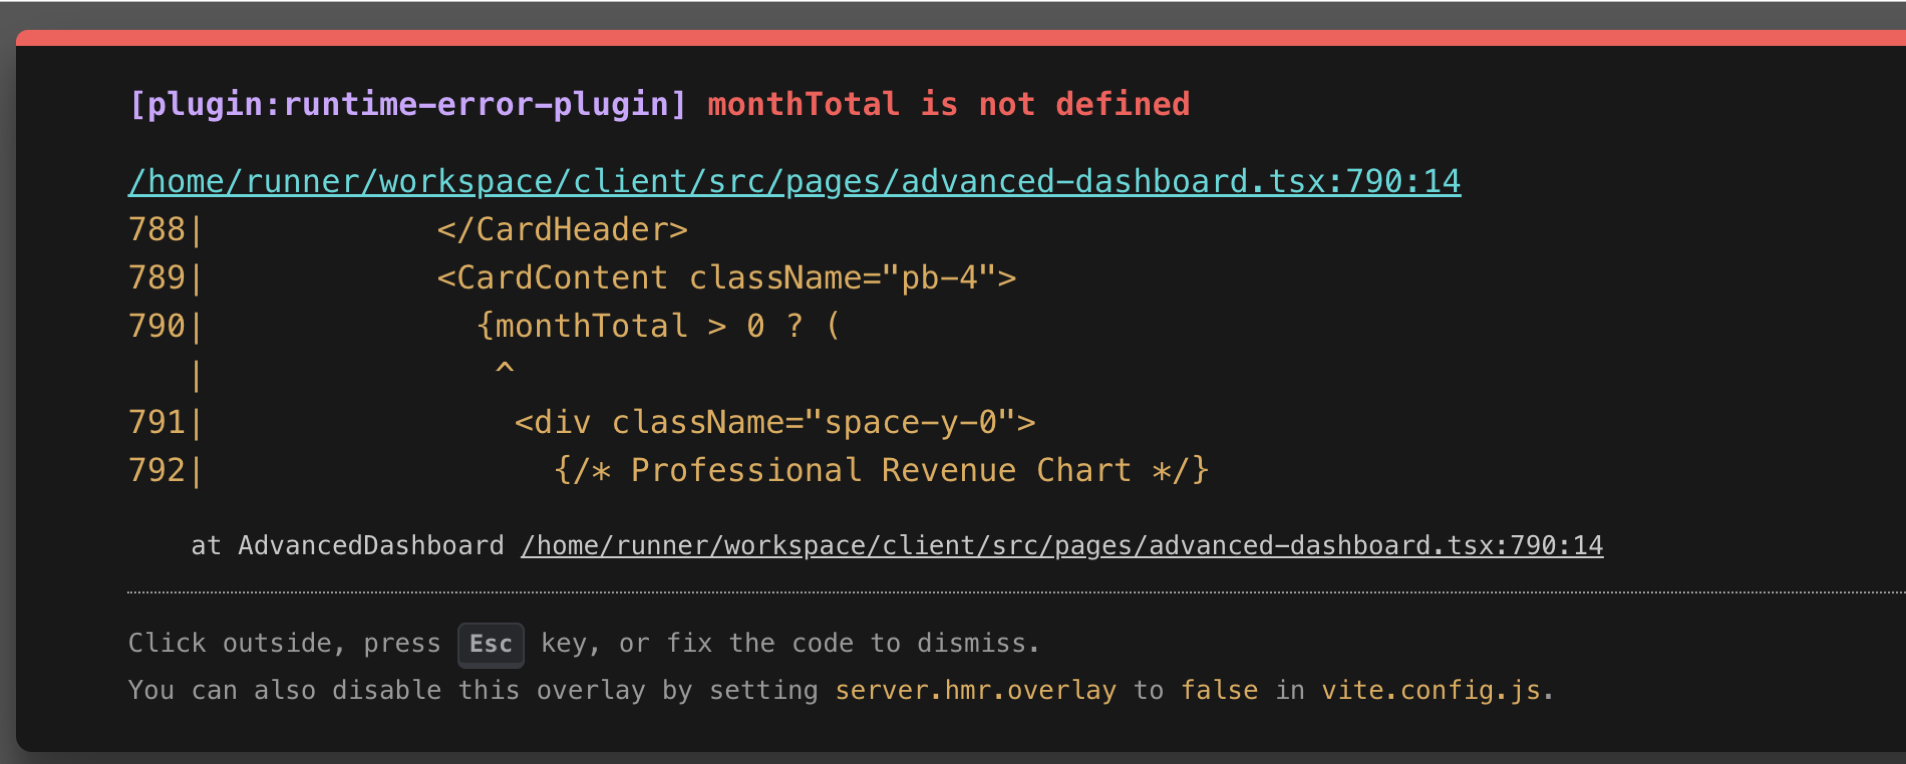 [plugin:runtime-error-plugin] monthTotal is not defined
/home/runner/workspace/client/src/pages/advanced-dashboard.tsx:790:14
788|            </CardHeader>
789|            <CardContent className="pb-4">
790|              {monthTotal > 0 ? (
   |               ^
791|                <div className="space-y-0">
792|                  {/* Professional Revenue Chart */}
    at AdvancedDashboard /home/runner/workspace/client/src/pages/advanced-dashboard.tsx:790:14
Click outside, press Esc key, or fix the code to dismiss.
You can also disable this overlay by setting server.hmr.overlay to false in vite.config.js.